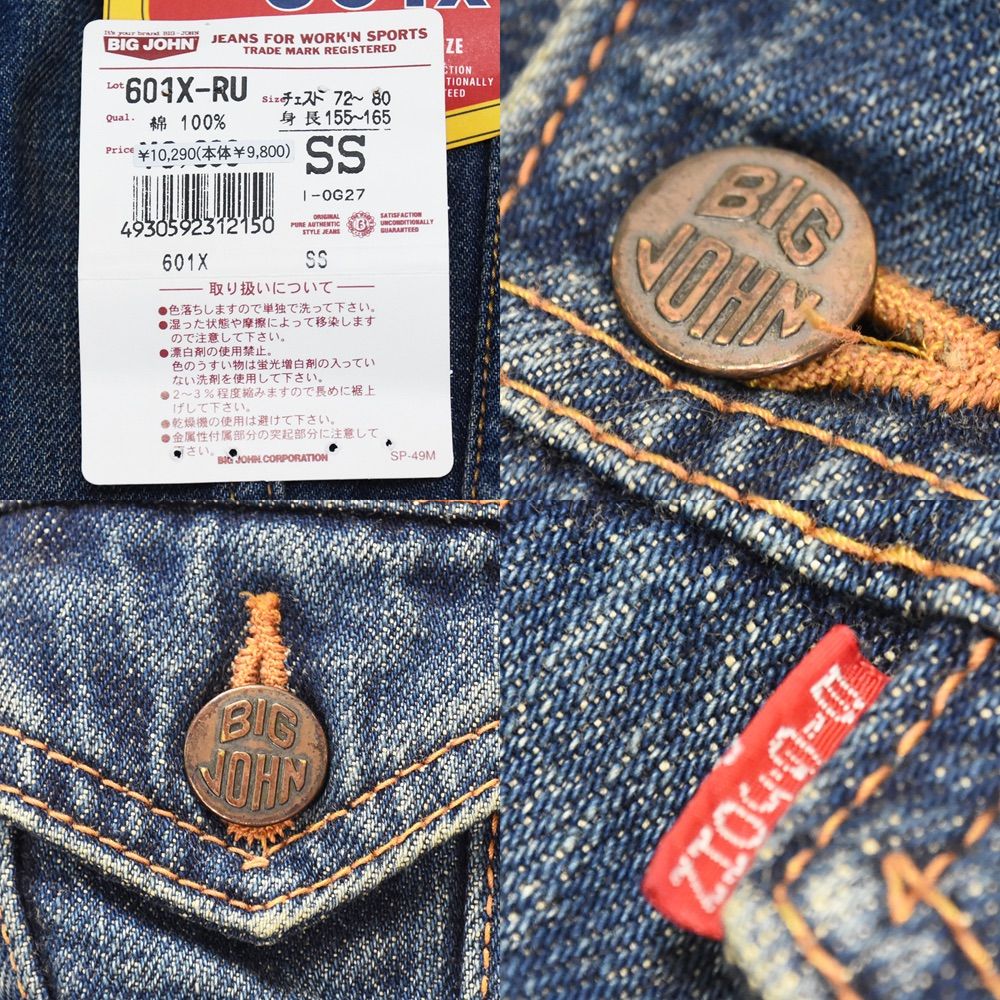 601X
It's your brand BIG-JOHN
BIG JOHN
JEANS FOR WORK'N SPORTS
TRADE MARK REGISTERED
Lot 601X-RU
Size チェスト 72~80
身長 155~165
Qual. 綿 100%
Price ¥10,290(本体¥9,800)
SS
I-0G27
4930592312150
ORIGINAL
PURE AUTHENTIC
STYLE JEANS
SATISFACTION
UNCONDITIONALLY
GUARANTEED
601X SS
取り扱いについて
●色落ちしますので単独で洗って下さい。
●湿った状態や摩擦によって移染します
ので注意して下さい。
●漂白剤の使用禁止。
色のうすい物は蛍光増白剤の入ってい
ない洗剤を使用して下さい。
●2~3%程度縮みますので長めに裾上
げして下さい。
●乾燥機の使用は避けて下さい。
●金属性付属部分の突起部分に注意して
下さい。
BIG JOHN CORPORATION
SP-49M
BIG
JOHN
BIG
JOHN